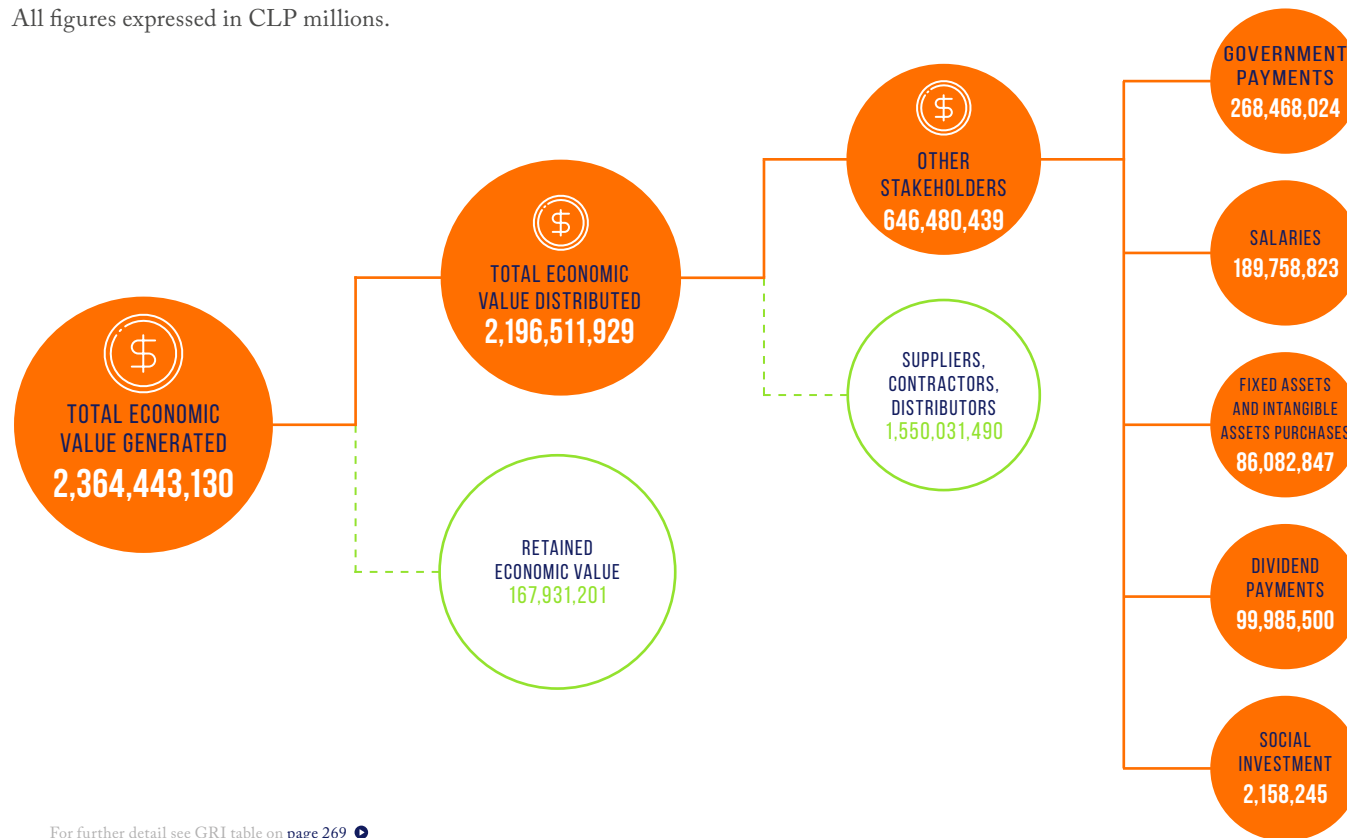 All figures expressed in CLP millions.
TOTAL ECONOMIC
VALUE GENERATED
2,364,443,130
TOTAL ECONOMIC
VALUE DISTRIBUTED
2,196,511,929
RETAINED
ECONOMIC VALUE
167,931,201
OTHER
STAKEHOLDERS
646,480,439
SUPPLIERS,
CONTRACTORS,
DISTRIBUTORS
1,550,031,490
GOVERNMENT
PAYMENTS
268,468,024
SALARIES
189,758,823
FIXED ASSETS
AND INTANGIBLE
ASSETS PURCHASES
86,082,847
DIVIDEND
PAYMENTS
99,985,500
SOCIAL
INVESTMENT
2,158,245
For further detail see GRI table on page 269